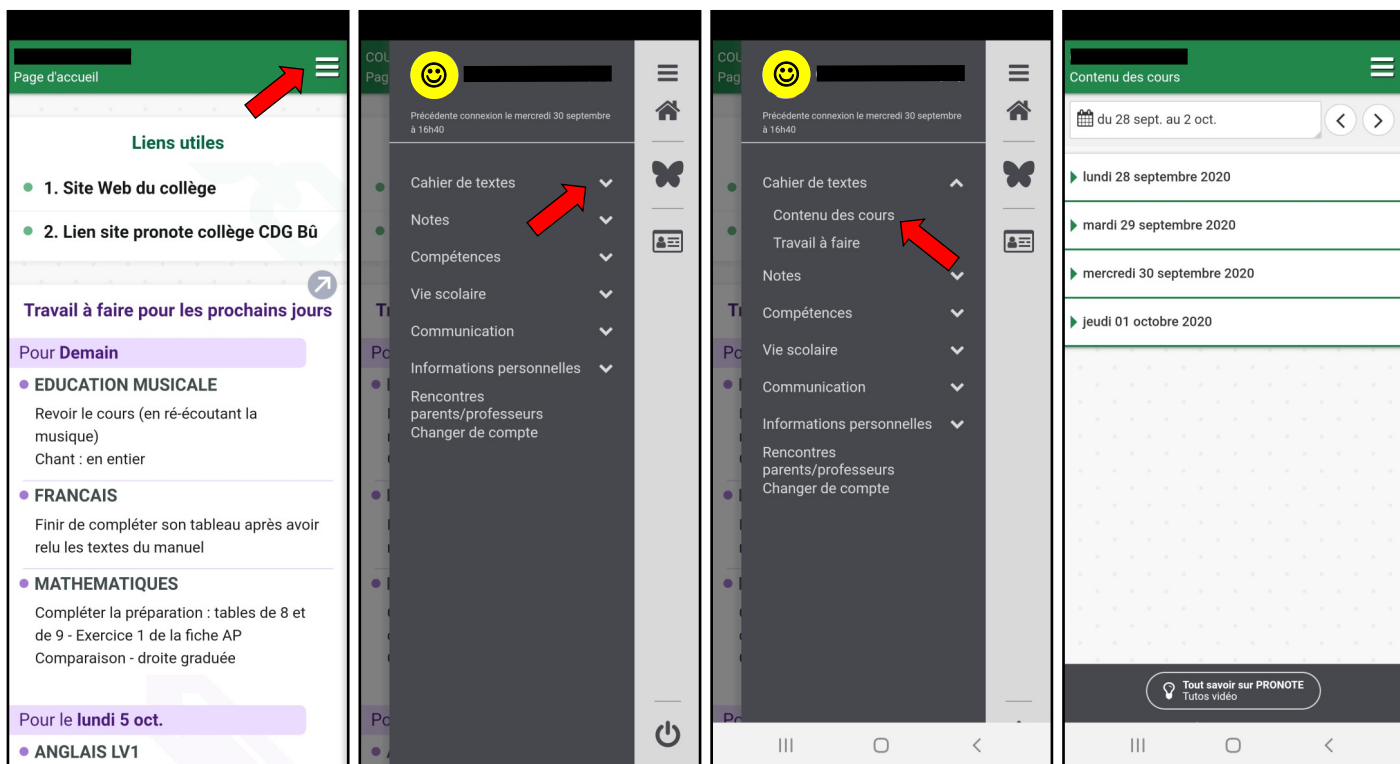 Page d'accueil
Liens utiles
1. Site Web du collège
2. Lien site pronote collège CDG Bû
Travail à faire pour les prochains jours
Pour Demain
EDUCATION MUSICALE
Revoir le cours (en ré-écoutant la
musique)
Chant : en entier
FRANCAIS
Finir de compléter son tableau après avoir
relu les textes du manuel
MATHEMATIQUES
Compléter la préparation : tables de 8 et
de 9 - Exercice 1 de la fiche AP
Comparaison - droite graduée
Pour le lundi 5 oct.
ANGLAIS LV1
Précédente connexion le mercredi 30 septembre
à 16h40
Cahier de textes
Notes
Compétences
Vie scolaire
Communication
Informations personnelles
Rencontres
parents/professeurs
Changer de compte
Précédente connexion le mercredi 30 septembre
à 16h40
Cahier de textes
Contenu des cours
Travail à faire
Notes
Compétences
Vie scolaire
Communication
Informations personnelles
Rencontres
parents/professeurs
Changer de compte
Contenu des cours
du 28 sept. au 2 oct.
lundi 28 septembre 2020
mardi 29 septembre 2020
mercredi 30 septembre 2020
jeudi 01 octobre 2020
Tout savoir sur PRONOTE
Tutos vidéo